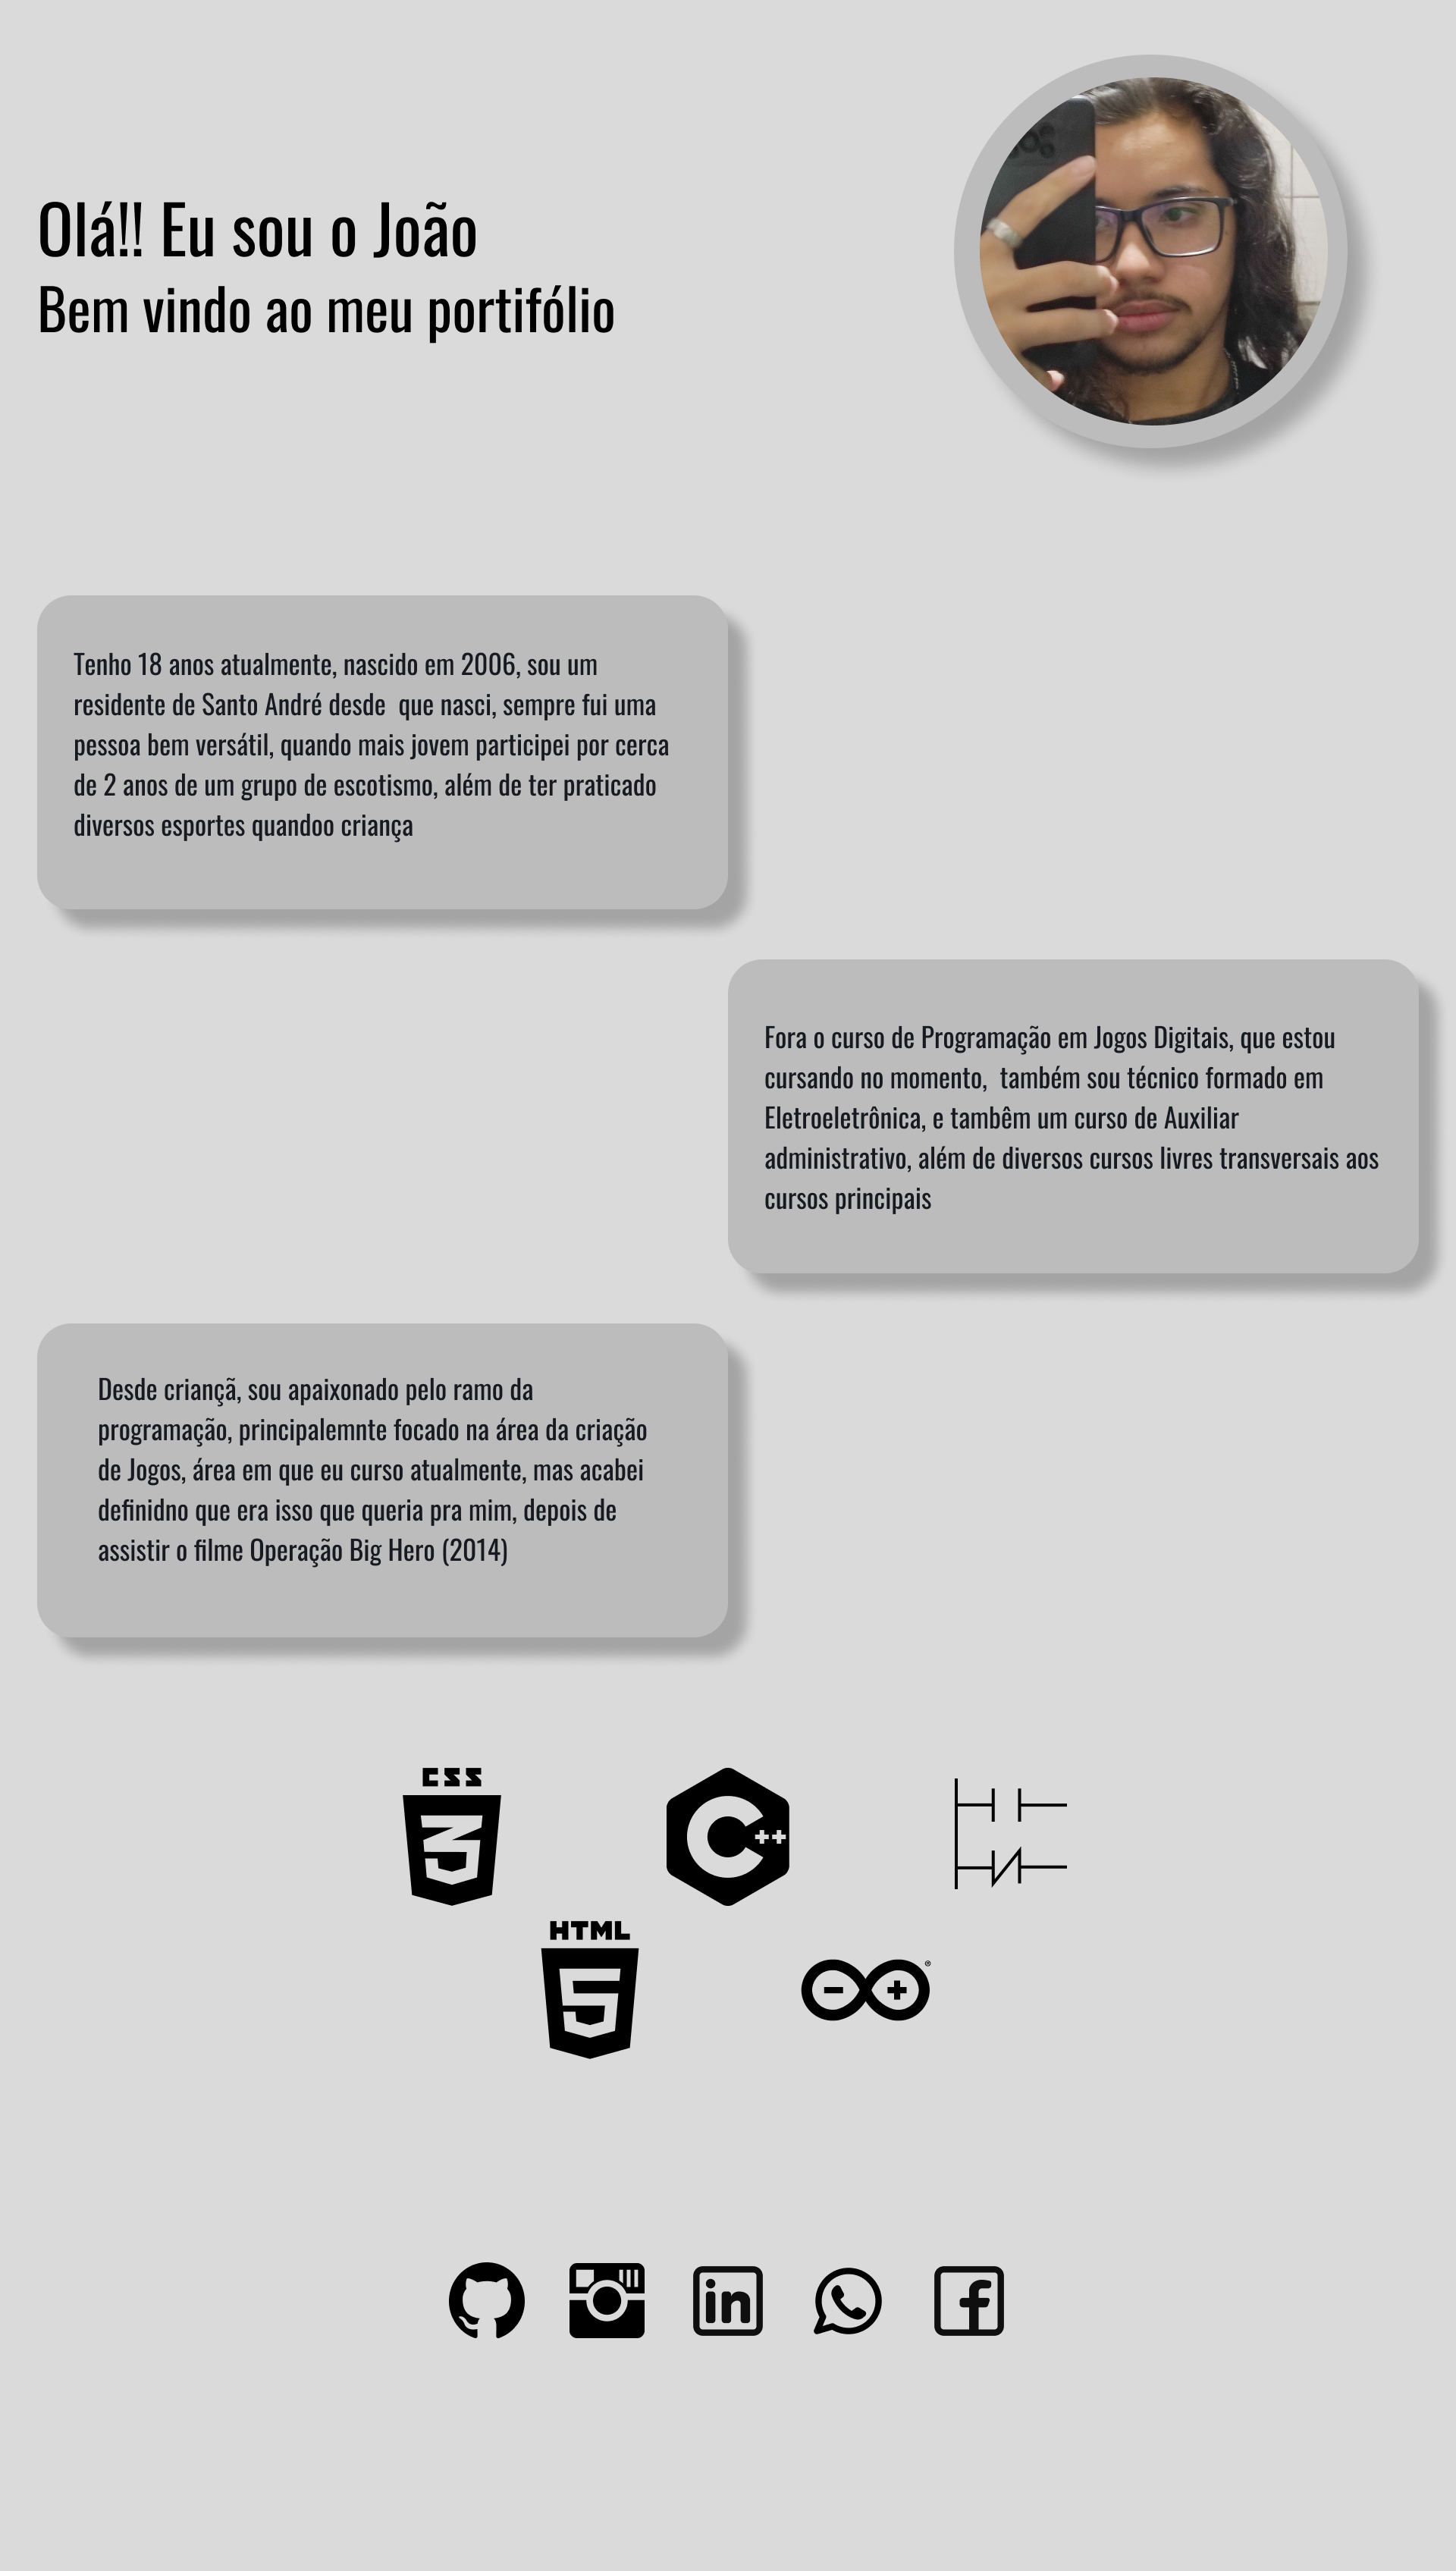 Olá!! Eu sou o João
Bem vindo ao meu portifólio
Tenho 18 anos atualmente, nascido em 2006, sou um
residente de Santo André desde  que nasci, sempre fui uma
pessoa bem versátil, quando mais jovem participei por cerca
de 2 anos de um grupo de escotismo, além de ter praticado
diversos esportes quandoo criança
Fora o curso de Programação em Jogos Digitais, que estou
cursando no momento,  também sou técnico formado em
Eletroeletrônica, e tambêm um curso de Auxiliar
administrativo, além de diversos cursos livres transversais aos
cursos principais
Desde criançã, sou apaixonado pelo ramo da
programação, principalemnte focado na área da criação
de Jogos, área em que eu curso atualmente, mas acabei
definidno que era isso que queria pra mim, depois de
assistir o filme Operação Big Hero (2014)
CSS
3
C++
HTML
5
- + ®
in
f